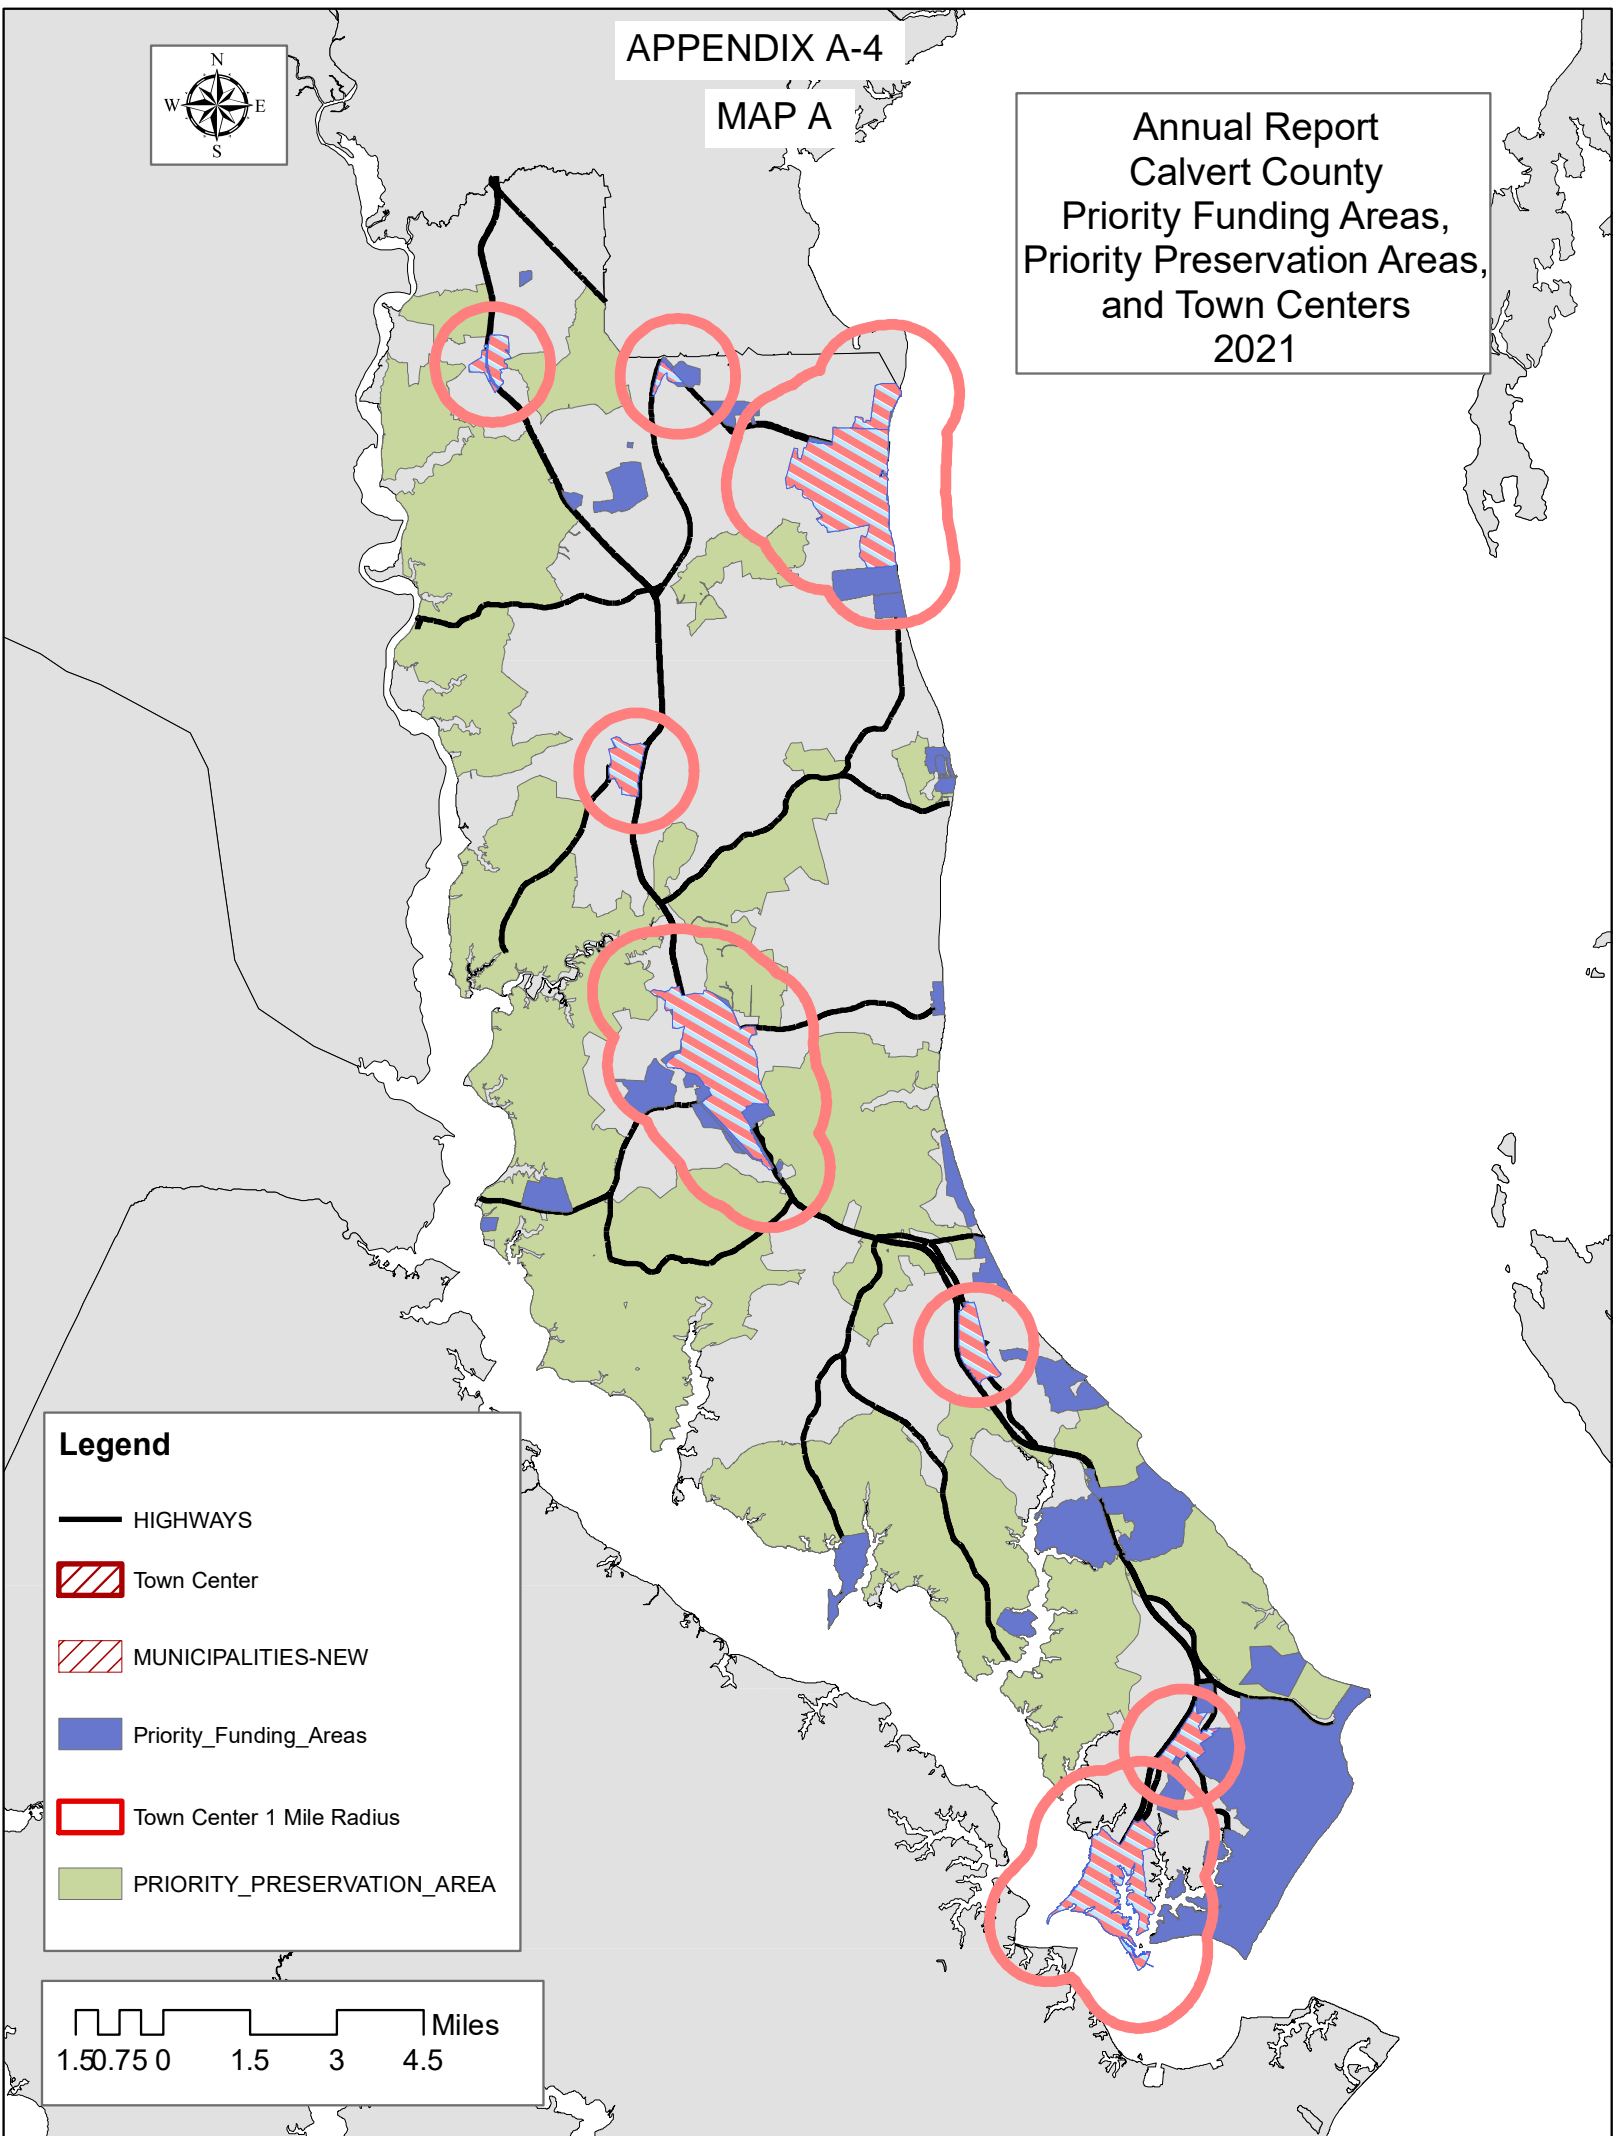 APPENDIX A-4
MAP A
N
W E
S
Annual Report
Calvert County
Priority Funding Areas,
Priority Preservation Areas,
and Town Centers
2021
Legend
HIGHWAYS
Town Center
MUNICIPALITIES-NEW
Priority_Funding_Areas
Town Center 1 Mile Radius
PRIORITY_PRESERVATION_AREA
Miles
1.5 0.75 0 1.5 3 4.5